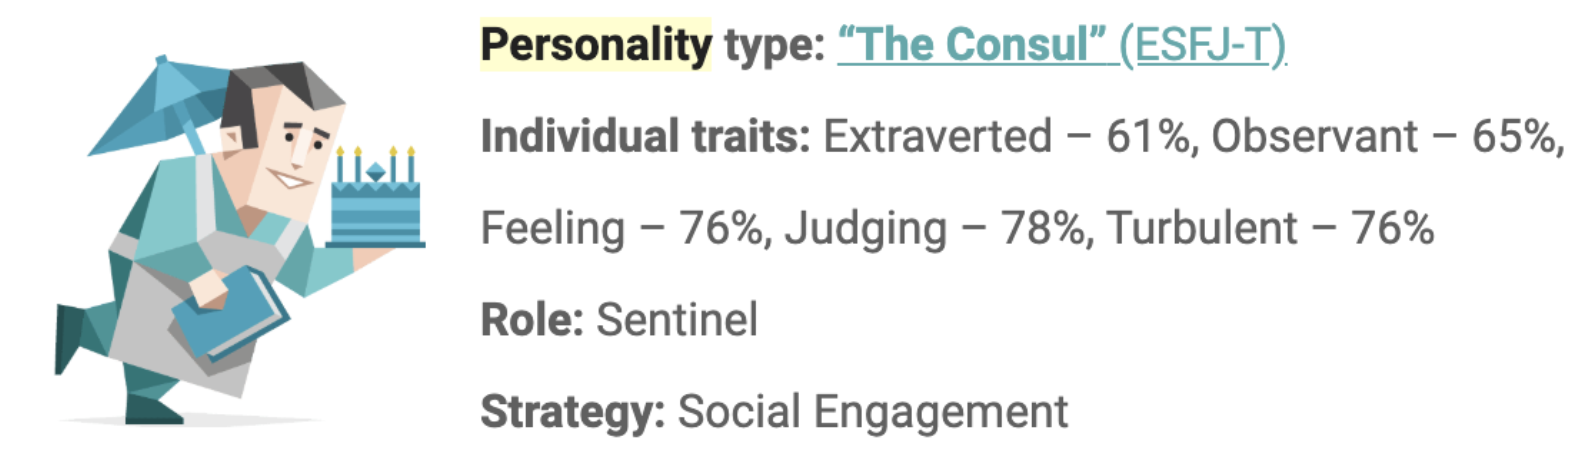 Personality type: “The Consul” (ESFJ-T)
Individual traits: Extraverted – 61%, Observant – 65%,
Feeling – 76%, Judging – 78%, Turbulent – 76%
Role: Sentinel
Strategy: Social Engagement